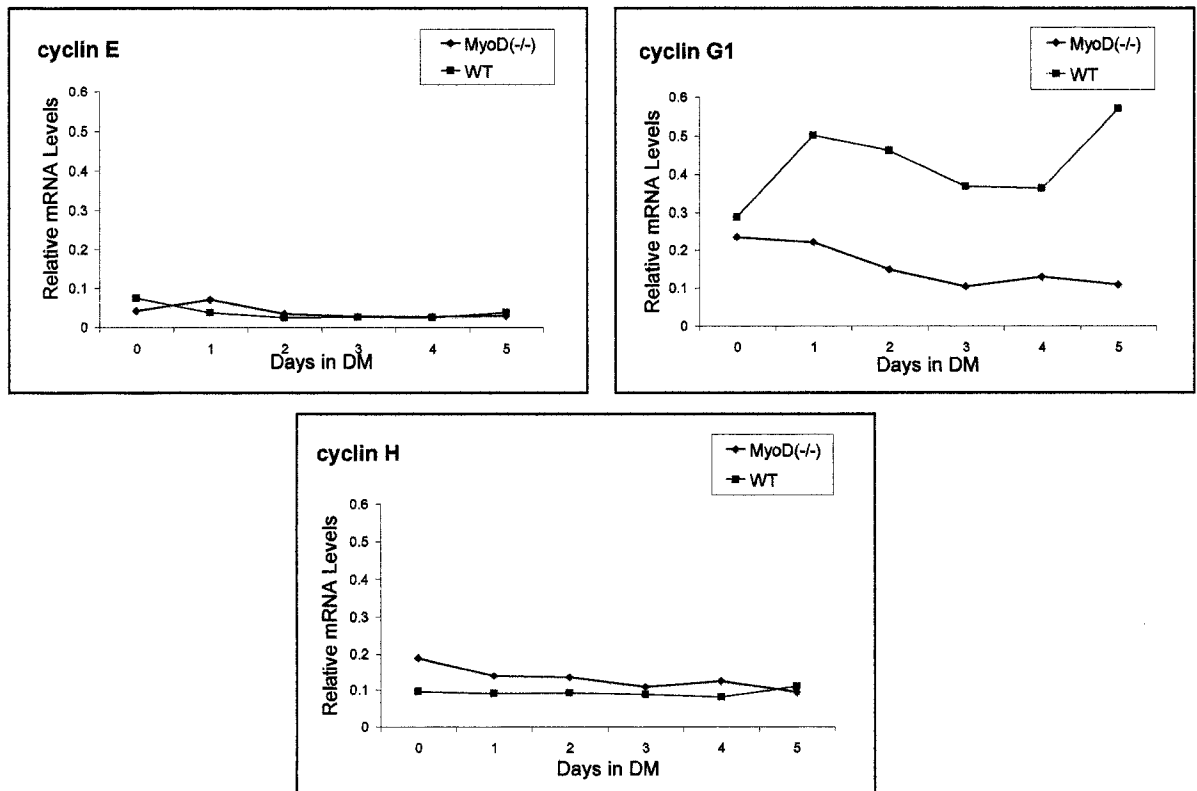 cyclin E
MyoD(-/-)
WT
Relative mRNA Levels
0.6
0.5
0.4
0.3
0.2
0.1
0
0 1 2 3 4 5
Days in DM
cyclin G1
MyoD(-/-)
WT
Relative mRNA Levels
0.6
0.5
0.4
0.3
0.2
0.1
0
0 1 2 3 4 5
Days in DM
cyclin H
MyoD(-/-)
WT
Relative mRNA Levels
0.6
0.5
0.4
0.3
0.2
0.1
0
0 1 2 3 4 5
Days in DM